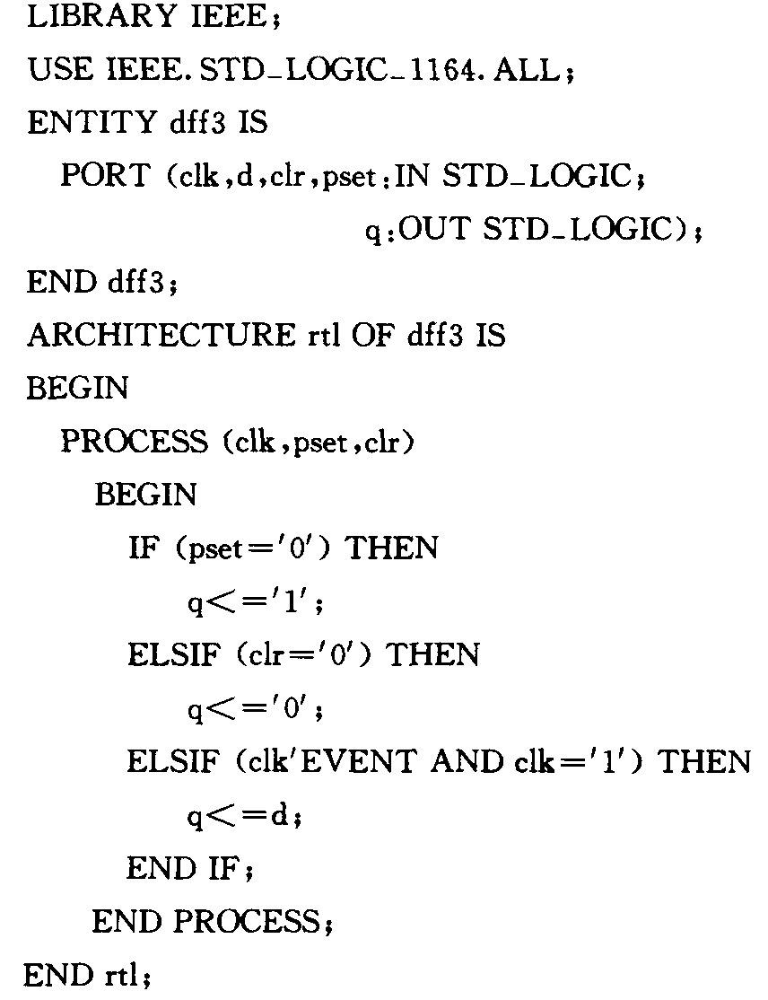 LIBRARY IEEE;
USE IEEE.STD_LOGIC_1164.ALL;
ENTITY dff3 IS
PORT (clk,d,clr,pset:IN STD_LOGIC;
q:OUT STD_LOGIC);
END dff3;
ARCHITECTURE rtl OF dff3 IS
BEGIN
PROCESS (clk,pset,clr)
BEGIN
IF (pset='0') THEN
q<='1';
ELSIF (clr='0') THEN
q<='0';
ELSIF (clk'EVENT AND clk='1') THEN
q<=d;
END IF;
END PROCESS;
END rtl;